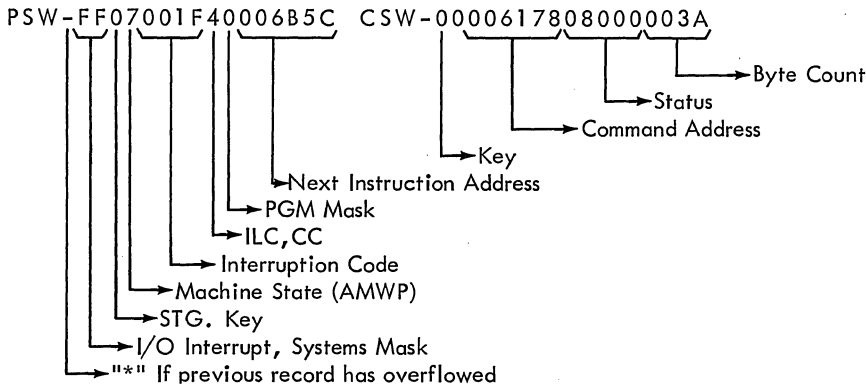 PSW-FF07001F40006B5C CSW-0000617808000003A
Byte Count
Status
Command Address
Key
Next Instruction Address
PGM Mask
ILC,CC
Interruption Code
Machine State (AMWP)
STG. Key
I/O Interrupt, Systems Mask
"*" If previous record has overflowed